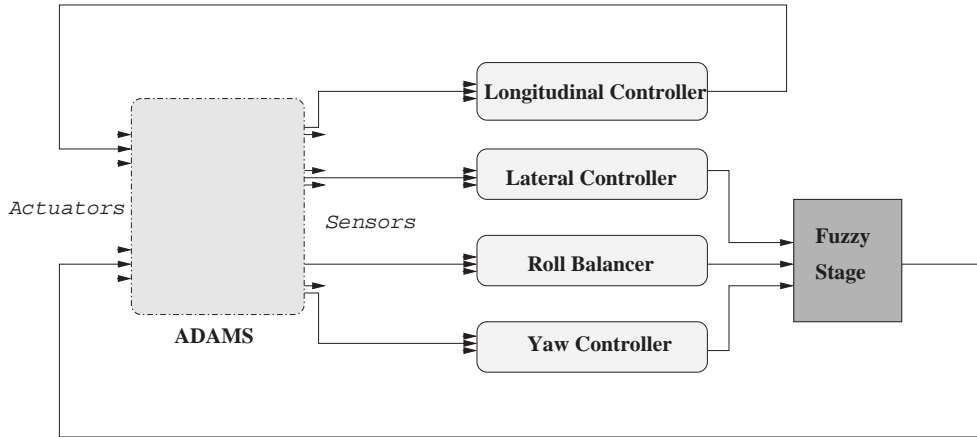 Longitudinal Controller
Lateral Controller
Actuators
Sensors
Fuzzy
Stage
Roll Balancer
ADAMS
Yaw Controller